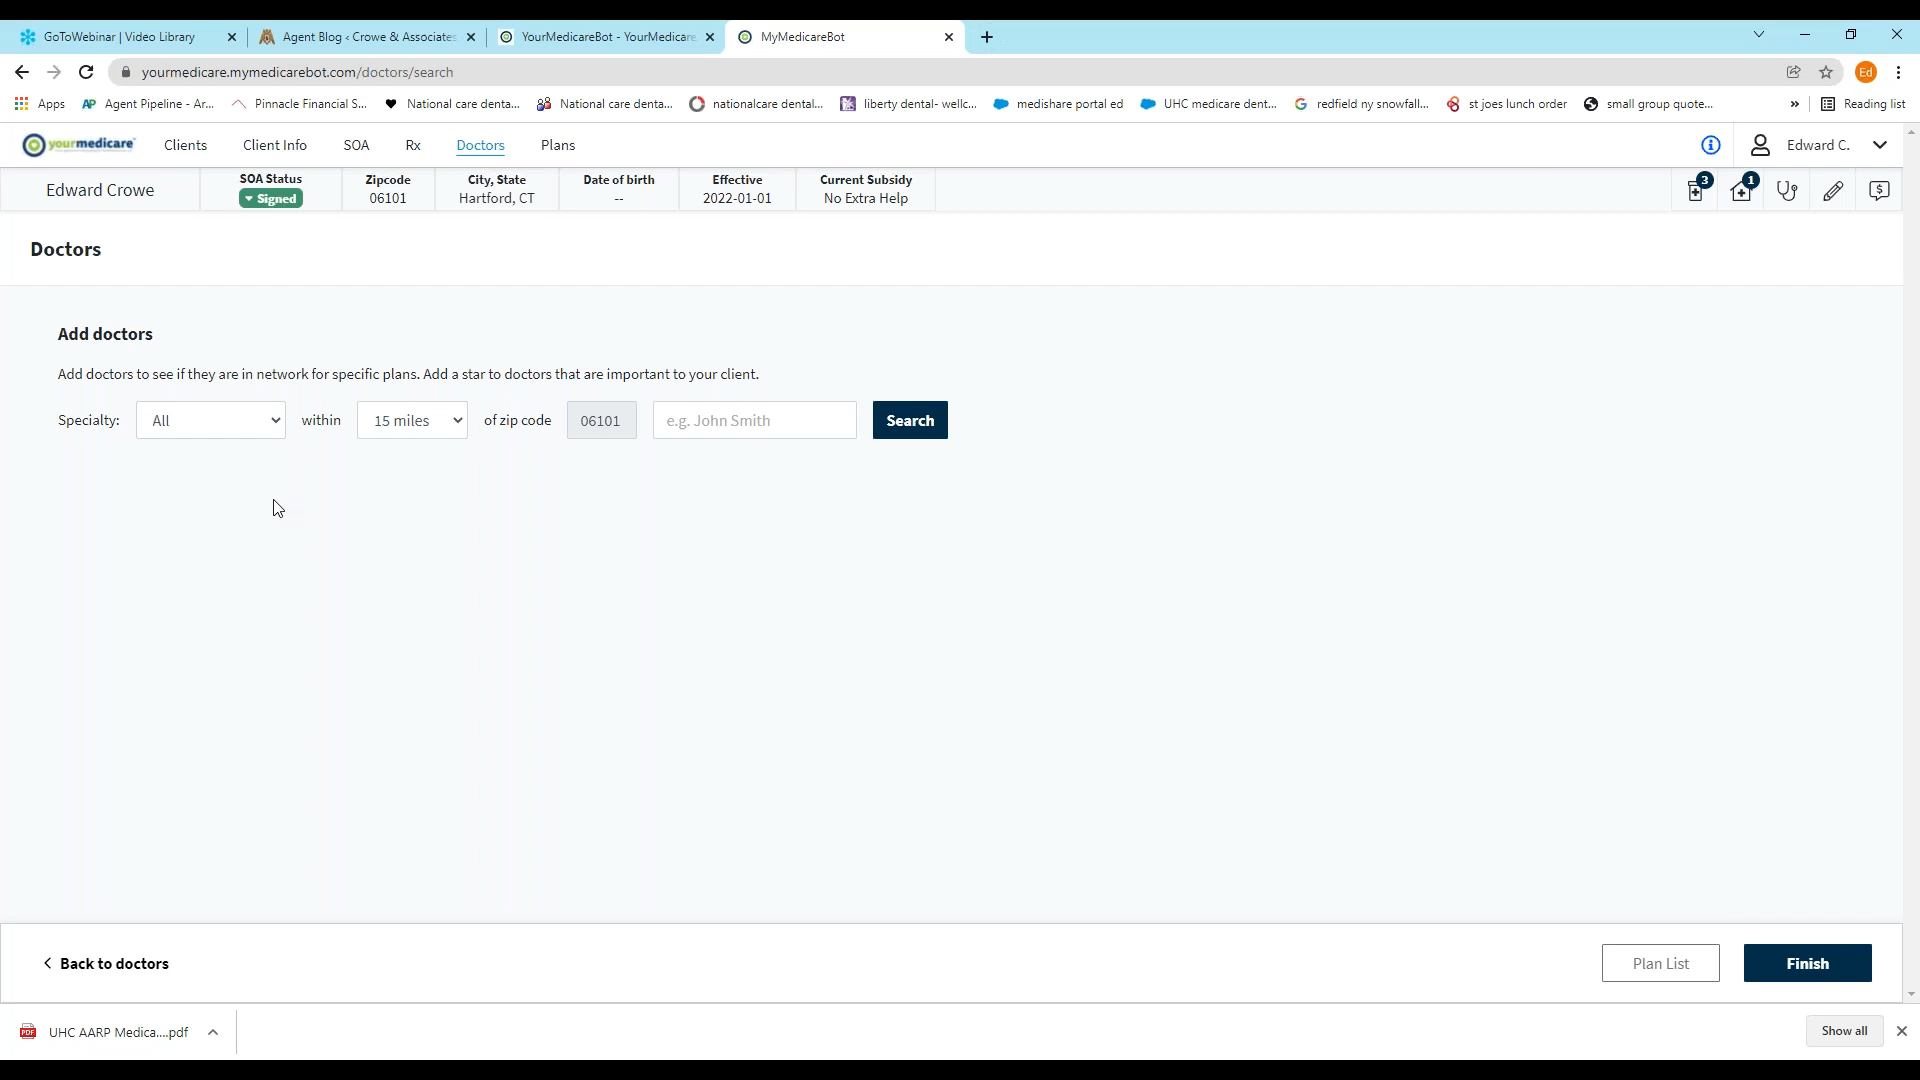 GoToWebinar | Video Library
Agent Blog ‹ Crowe & Associates
YourMedicareBot - YourMedicare
MyMedicareBot
yourmedicare.mymedicarebot.com/doctors/search
Ed
Apps
AP Agent Pipeline - Ar...
Pinnacle Financial S...
National care denta...
National care denta...
nationalcare dental...
liberty dental- wellc...
medishare portal ed
UHC medicare dent...
redfield ny snowfall...
st joes lunch order
small group quote...
»
Reading list
yourmedicare
Clients
Client Info
SOA
Rx
Doctors
Plans
Edward C.
Edward Crowe
SOA Status
Signed
Zipcode
06101
City, State
Hartford, CT
Date of birth
--
Effective
2022-01-01
Current Subsidy
No Extra Help
3
1
Doctors
Add doctors
Add doctors to see if they are in network for specific plans. Add a star to doctors that are important to your client.
Specialty: All within 15 miles of zip code 06101 e.g. John Smith Search
Back to doctors
Plan List
Finish
PDF
UHC AARP Medica....pdf
Show all